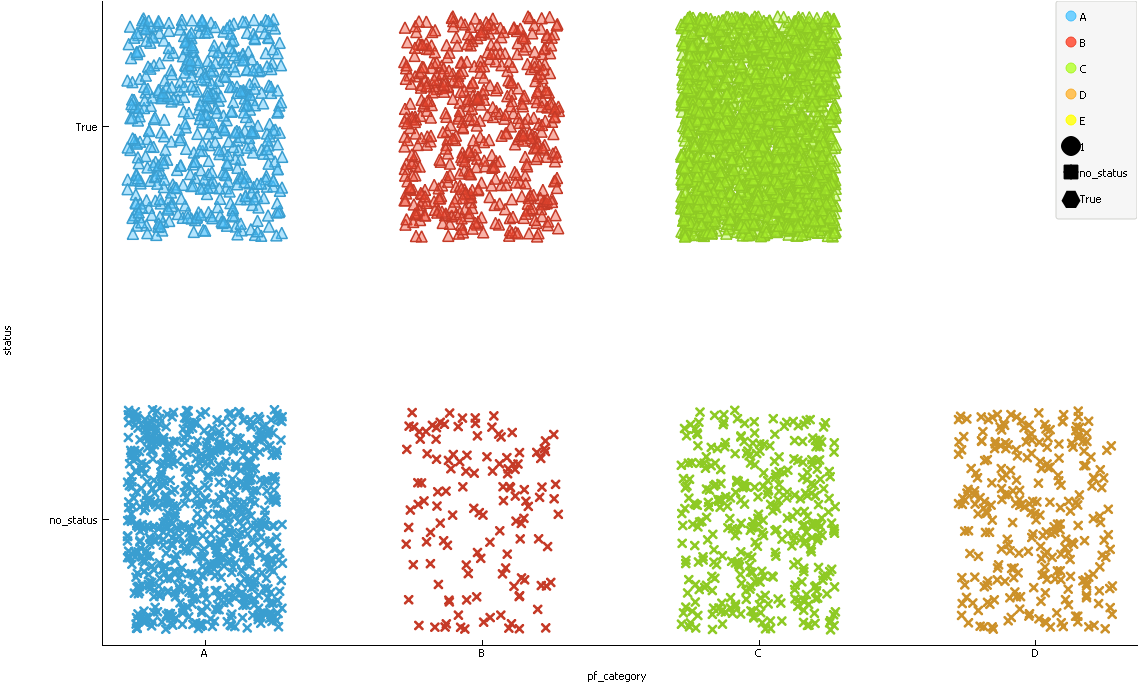 A
B
C
D
E
1
no_status
True
True
no_status
status
A
B
C
D
pf_category